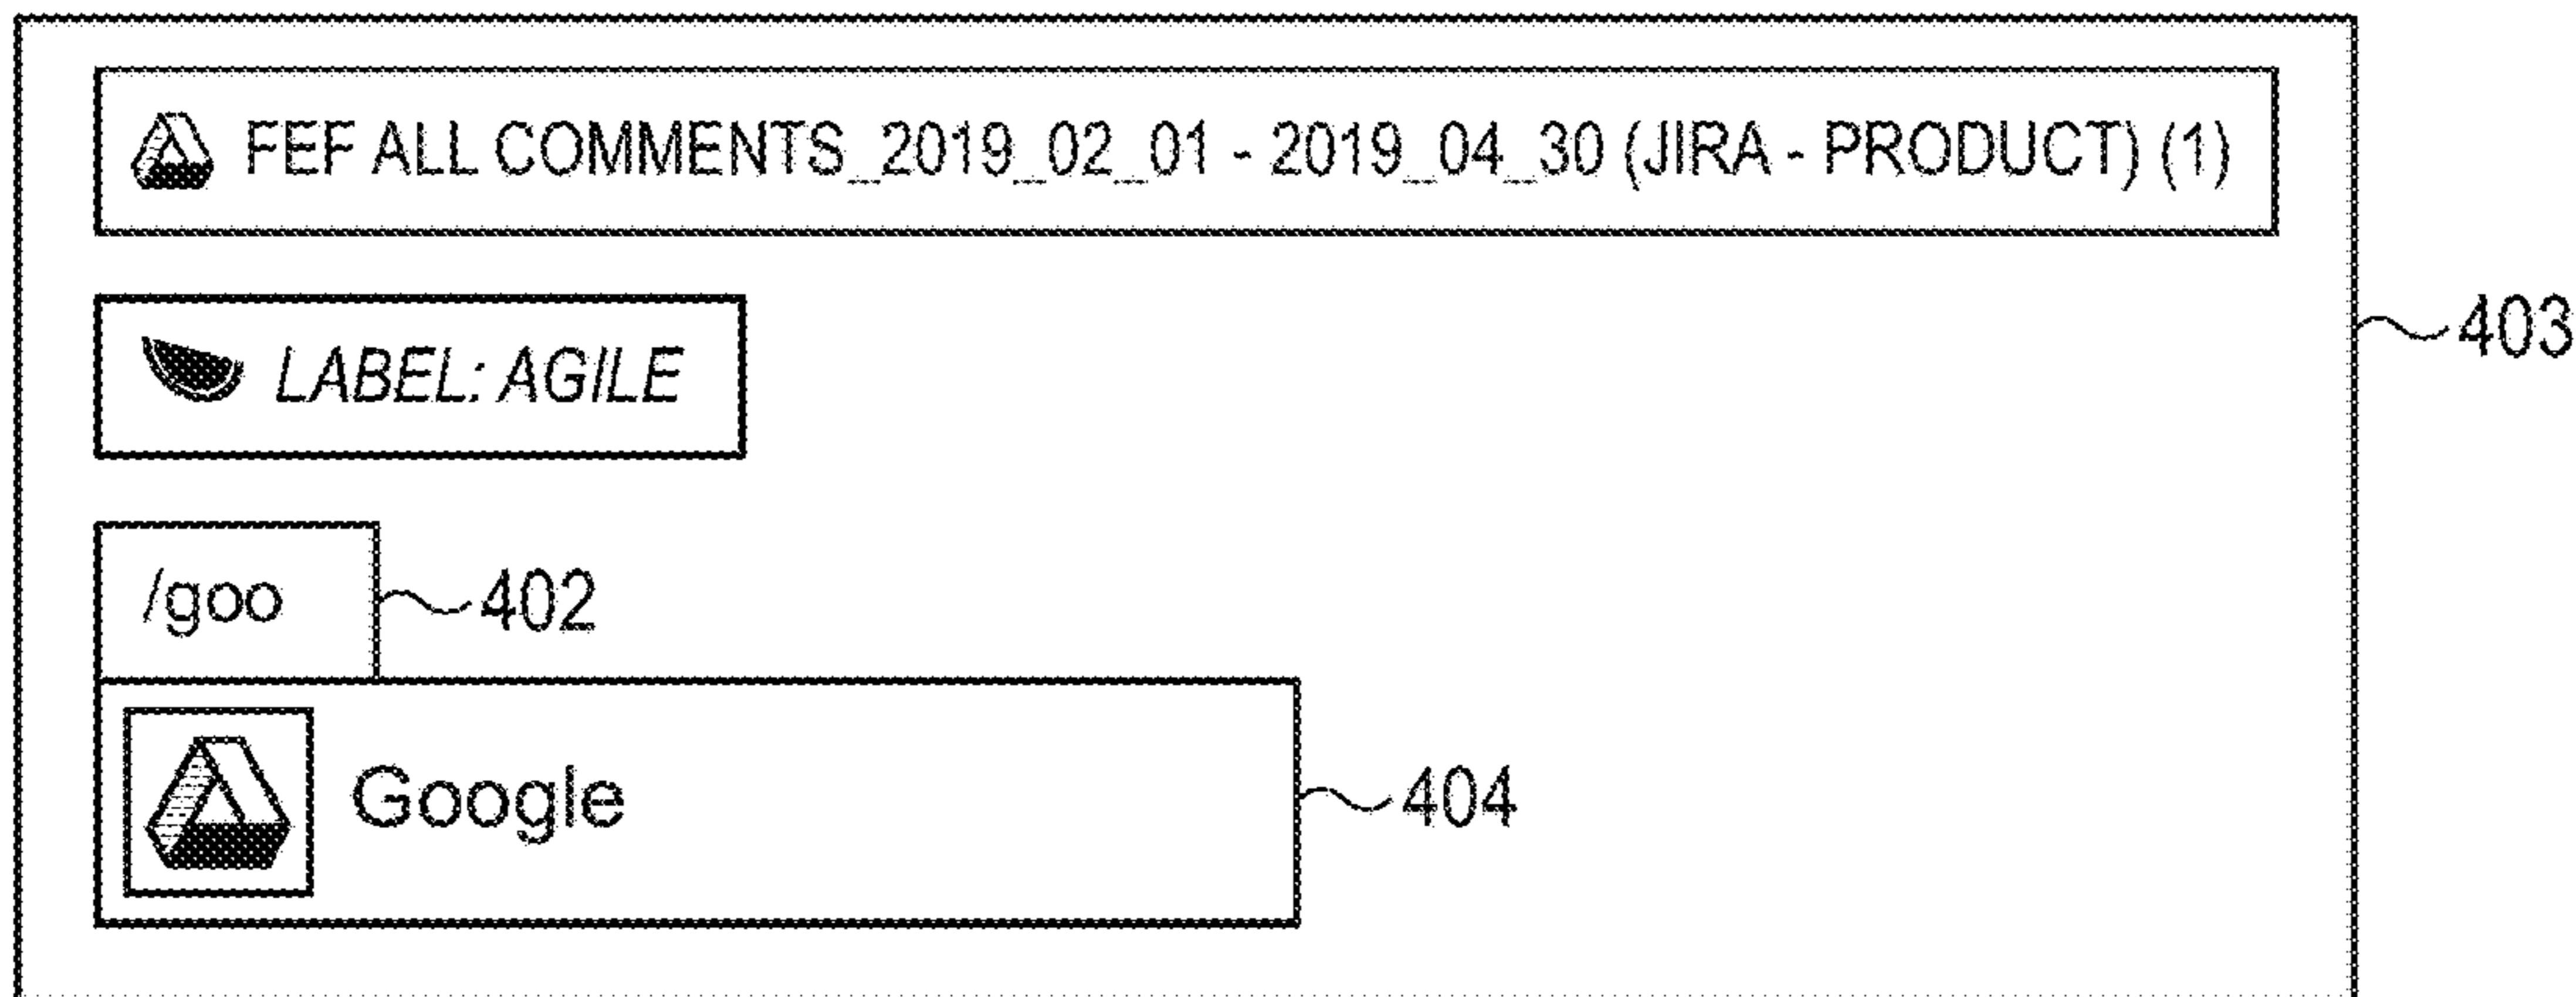 FEF ALL COMMENTS_2019_02_01 - 2019_04_30 (JIRA - PRODUCT) (1)
403
LABEL: AGILE
/goo
402
Google
404